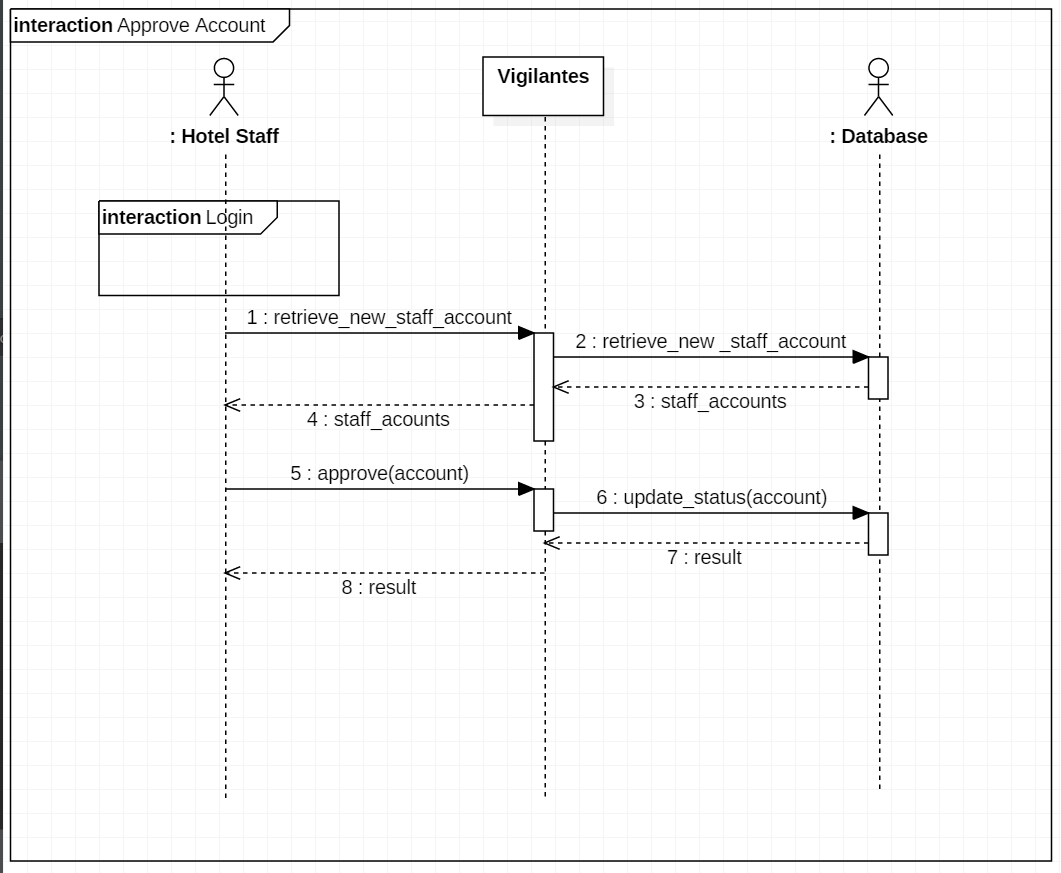 interaction Approve Account
Vigilantes
: Hotel Staff
: Database
interaction Login
1 : retrieve_new_staff_account
2 : retrieve_new _staff_account
3 : staff_accounts
4 : staff_acounts
5 : approve(account)
6 : update_status(account)
7 : result
8 : result